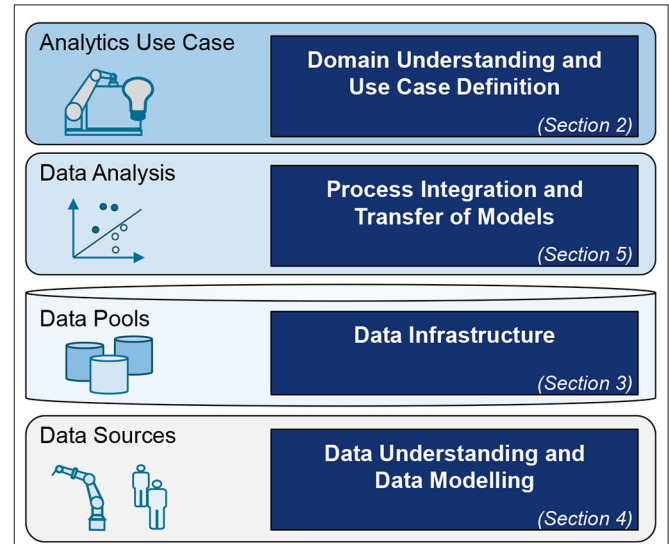 Analytics Use Case
Domain Understanding and
Use Case Definition
(Section 2)
Data Analysis
Process Integration and
Transfer of Models
(Section 5)
Data Pools
Data Infrastructure
(Section 3)
Data Sources
Data Understanding and
Data Modelling
(Section 4)